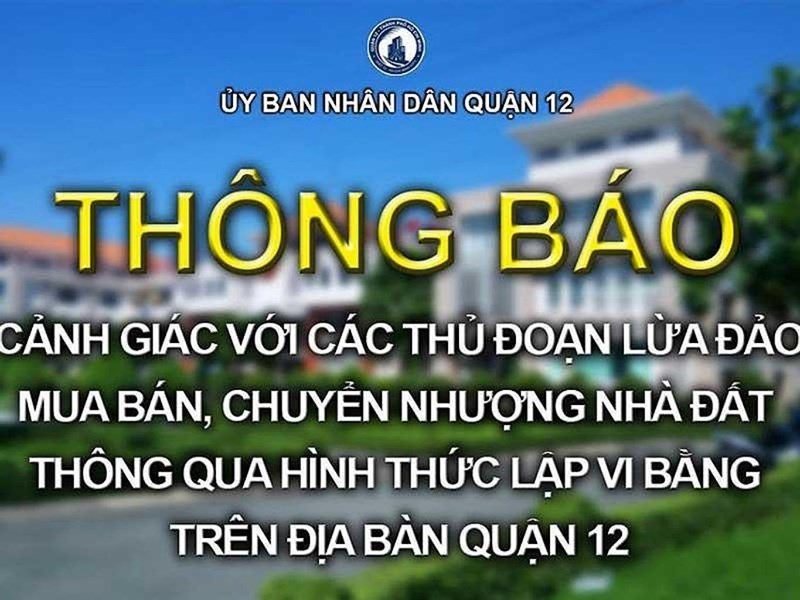 ỦY BAN NHÂN DÂN QUẬN 12
THÔNG BÁO
CẢNH GIÁC VỚI CÁC THỦ ĐOẠN LỪA ĐẢO
MUA BÁN, CHUYỂN NHƯỢNG NHÀ ĐẤT
THÔNG QUA HÌNH THỨC LẬP VI BẰNG
TRÊN ĐỊA BÀN QUẬN 12